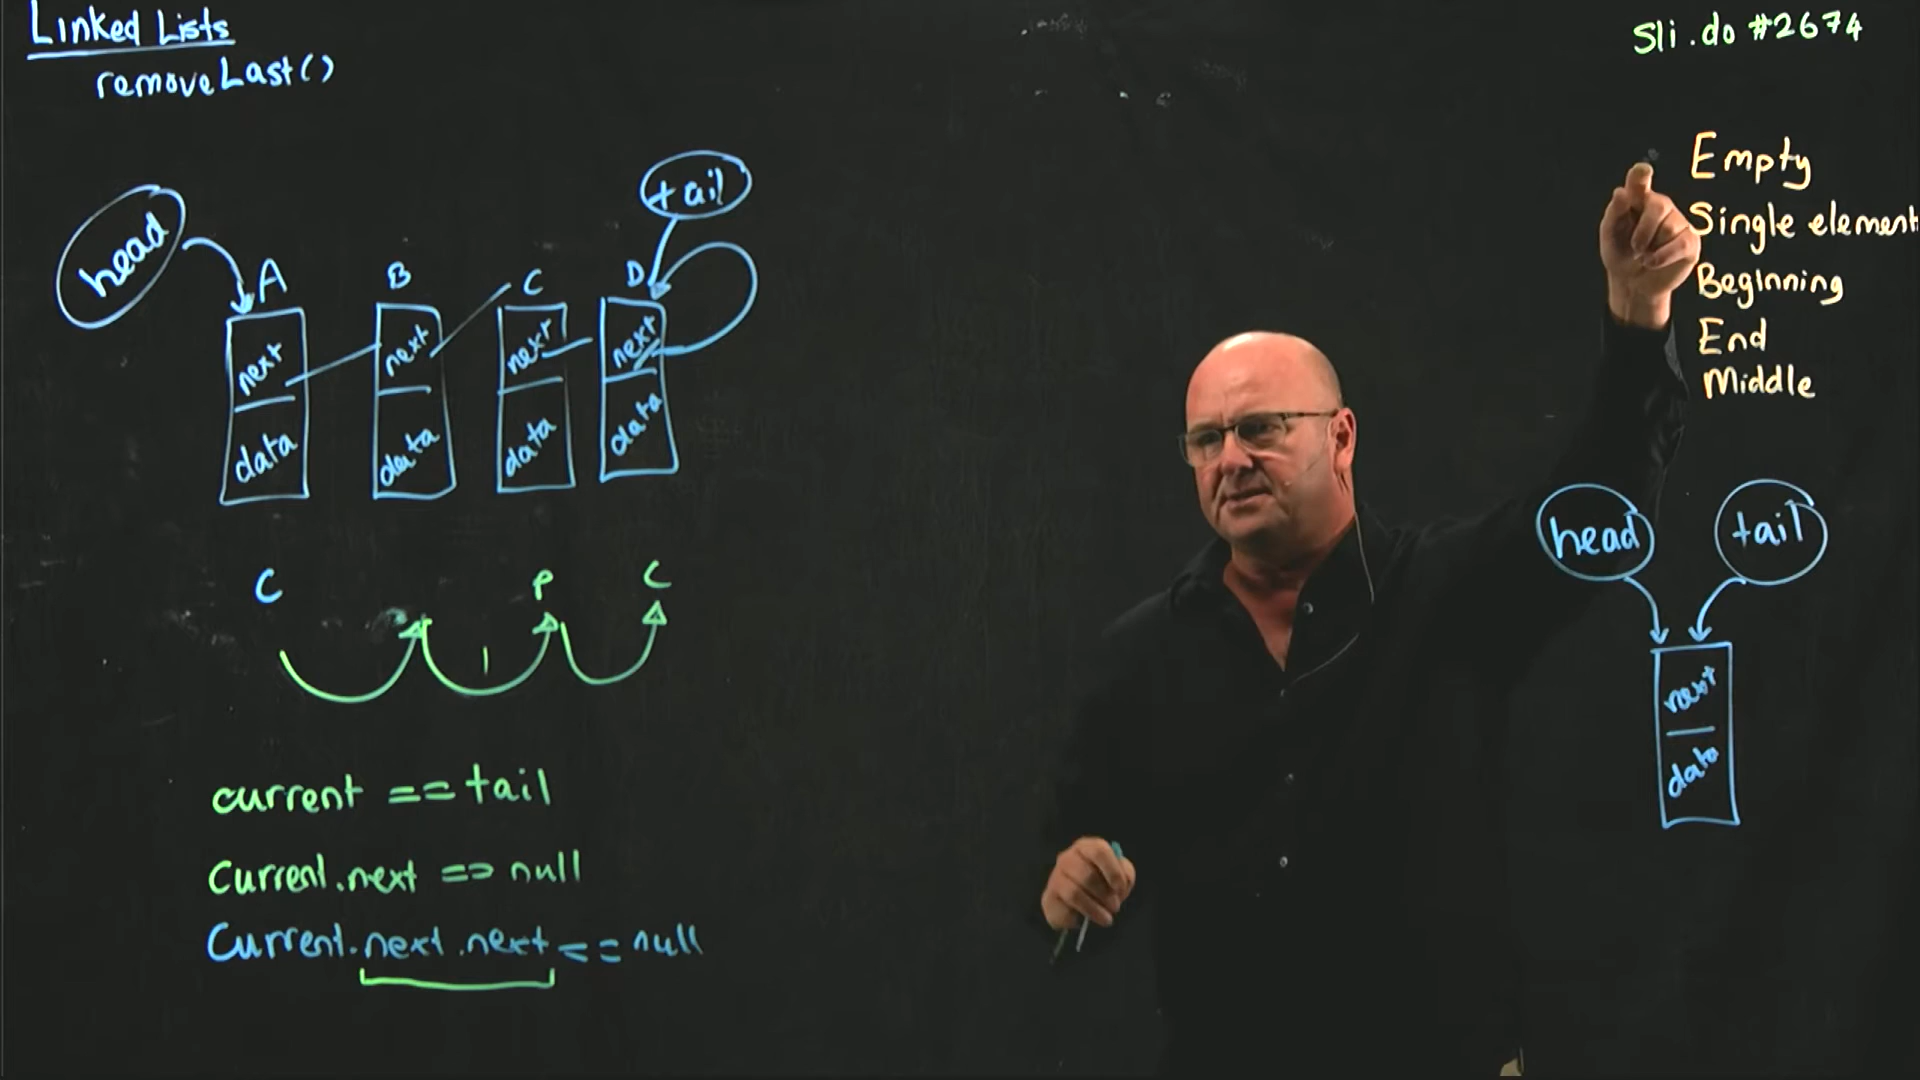 Linked Lists
removeLast()
Sli.do #2674
Empty
Single element
Beginning
End
Middle
head
tail
A B C D
next next next next
data data data data
C P C
head tail
next
data
current == tail
Current.next => null
Current.next.next == null